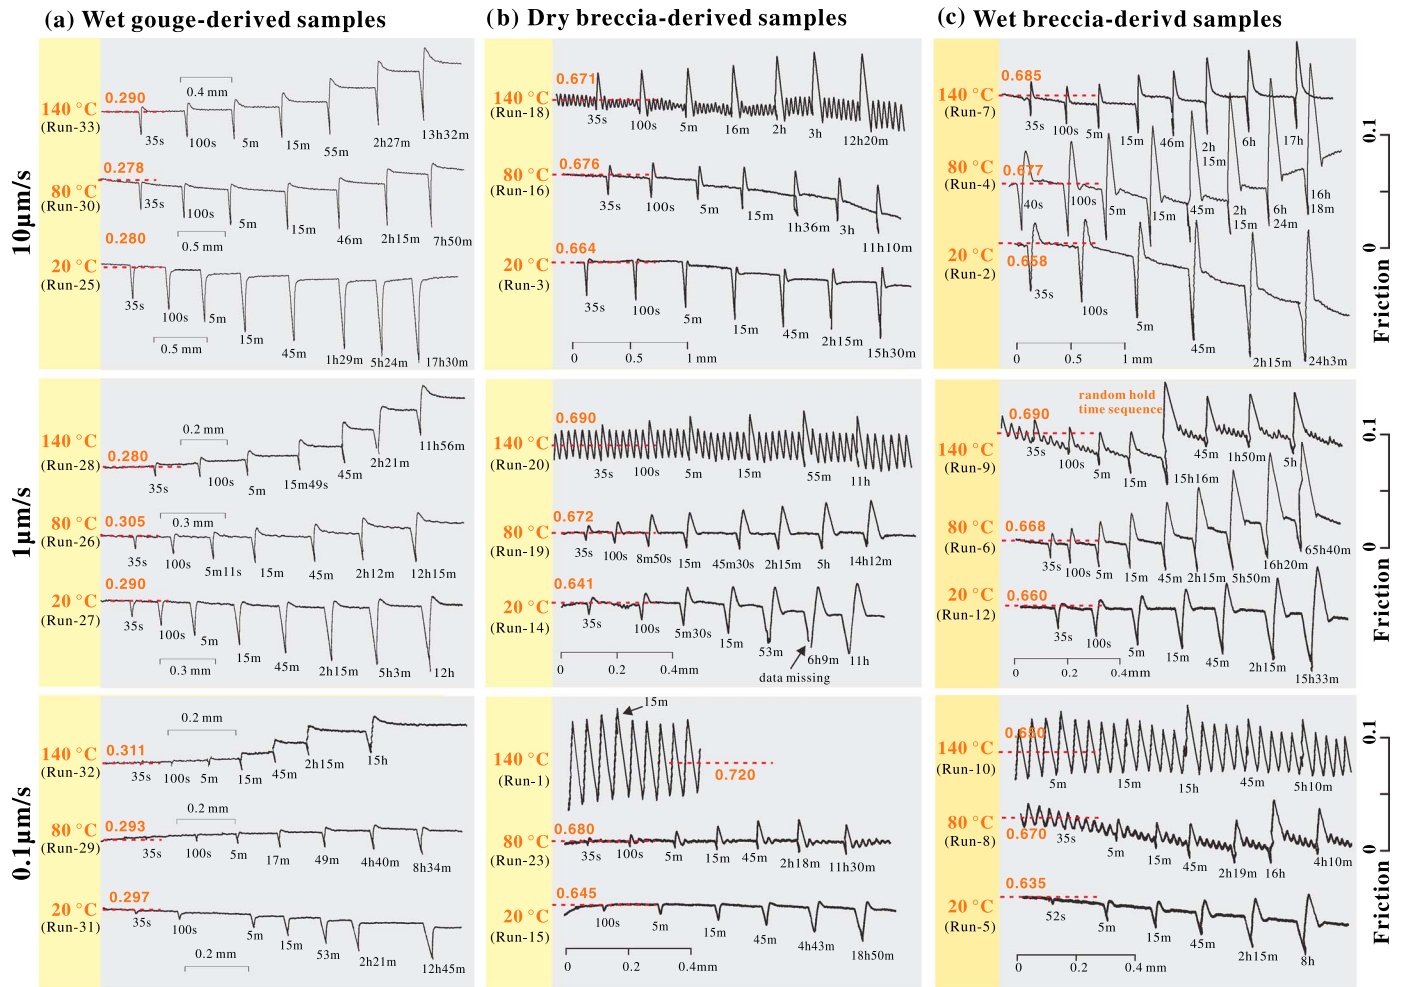 (a) Wet gouge-derived samples
(b) Dry breccia-derived samples
(c) Wet breccia-derivd samples
10μm/s
140 °C
(Run-33)
0.290
0.4 mm
35s 100s 5m 15m 55m 2h27m 13h32m
80 °C
(Run-30)
0.278
35s 100s 5m 15m 46m 2h15m 7h50m
0.5 mm
20 °C
(Run-25)
0.280
35s 100s 5m 15m 45m 1h29m 5h24m 17h30m
0.5 mm
140 °C
(Run-18)
0.671
35s 100s 5m 16m 2h 3h 12h20m
80 °C
(Run-16)
0.676
35s 100s 5m 15m 1h36m 3h 11h10m
20 °C
(Run-3)
0.664
35s 100s 5m 15m 45m 2h15m 15h30m
0 0.5 1 mm
140 °C
(Run-7)
0.685
35s 100s 5m 15m 46m 2h 15m 6h 17h
80 °C
(Run-4)
0.677
40s 100s 5m 15m 45m 2h 15m 6h 24m 16h 18m
20 °C
(Run-2)
0.658
35s 100s 5m 45m 2h15m 24h3m
0 0.5 1 mm
0.1
0
Friction
1μm/s
140 °C
(Run-28)
0.280
0.2 mm
35s 100s 5m 15m49s 45m 2h21m 11h56m
80 °C
(Run-26)
0.305
0.3 mm
35s 100s 5m11s 15m 45m 2h12m 12h15m
20 °C
(Run-27)
0.290
35s 100s 5m 15m 45m 2h15m 5h3m 12h
0.3 mm
140 °C
(Run-20)
0.690
35s 100s 5m 15m 55m 11h
80 °C
(Run-19)
0.672
35s 100s 8m50s 15m 45m30s 2h15m 5h 14h12m
20 °C
(Run-14)
0.641
35s 100s 5m30s 15m 53m 6h9m 11h
data missing
0 0.2 0.4mm
140 °C
(Run-9)
0.690
random hold
time sequence
35s 100s 5m 15m 15h16m 45m 1h50m 5h
80 °C
(Run-6)
0.668
35s 100s 5m 15m 45m 2h15m 5h50m 16h20m 65h40m
20 °C
(Run-12)
0.660
35s 100s 5m 15m 45m 2h15m 15h33m
0 0.2 0.4mm
0.1
0
Friction
0.1μm/s
140 °C
(Run-32)
0.311
0.2 mm
35s 100s 5m 15m 45m 2h15m 15h
80 °C
(Run-29)
0.293
0.2 mm
35s 100s 5m 17m 49m 4h40m 8h34m
20 °C
(Run-31)
0.297
35s 100s 5m 15m 53m 2h21m 12h45m
0.2 mm
140 °C
(Run-1)
15m
0.720
80 °C
(Run-23)
0.680
35s 100s 5m 15m 45m 2h18m 11h30m
20 °C
(Run-15)
0.645
100s 5m 15m 45m 4h43m 18h50m
0 0.2 0.4mm
140 °C
(Run-10)
5m 15m 15h 45m 5h10m
80 °C
(Run-8)
0.670
35s 5m 15m 45m 2h19m 16h 4h10m
20 °C
(Run-5)
0.635
52s 5m 15m 45m 2h15m 8h
0 0.2 0.4mm
0.1
0
Friction